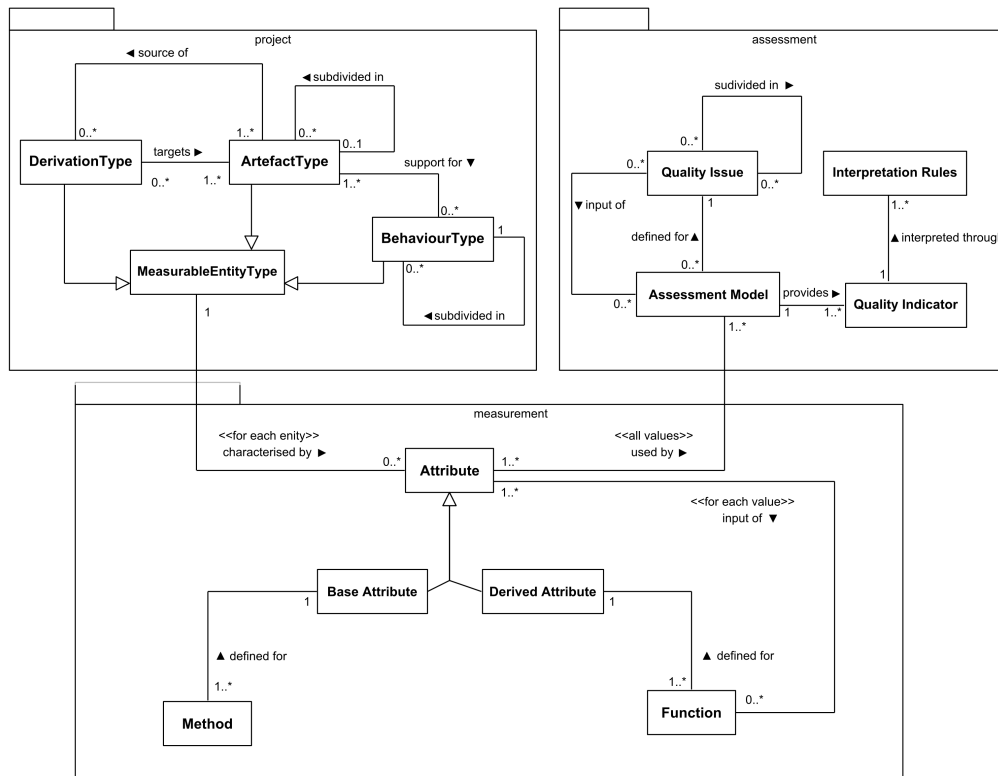 project
◄ source of
◄ subdivided in
0..*
1..*
0..*
0..1
DerivationType
targets ►
ArtefactType
0..*
1..*
1..*
support for ▼
0..*
BehaviourType
1
MeasurableEntityType
0..*
1
◄ subdivided in
assessment
sudivided in ►
0..*
0..*
Quality Issue
0..*
Interpretation Rules
▼ input of
1
1..*
defined for ▲
▲ interpreted through
0..*
1
0..*
Assessment Model
provides ►
1
1..*
Quality Indicator
1..*
measurement
<<for each enity>>
characterised by ►
0..*
Attribute
1..*
<<all values>>
used by ►
1..*
<<for each value>>
input of ▼
Base Attribute
1
Derived Attribute
1
▲ defined for
▲ defined for
1..*
1..*
Method
Function
0..*